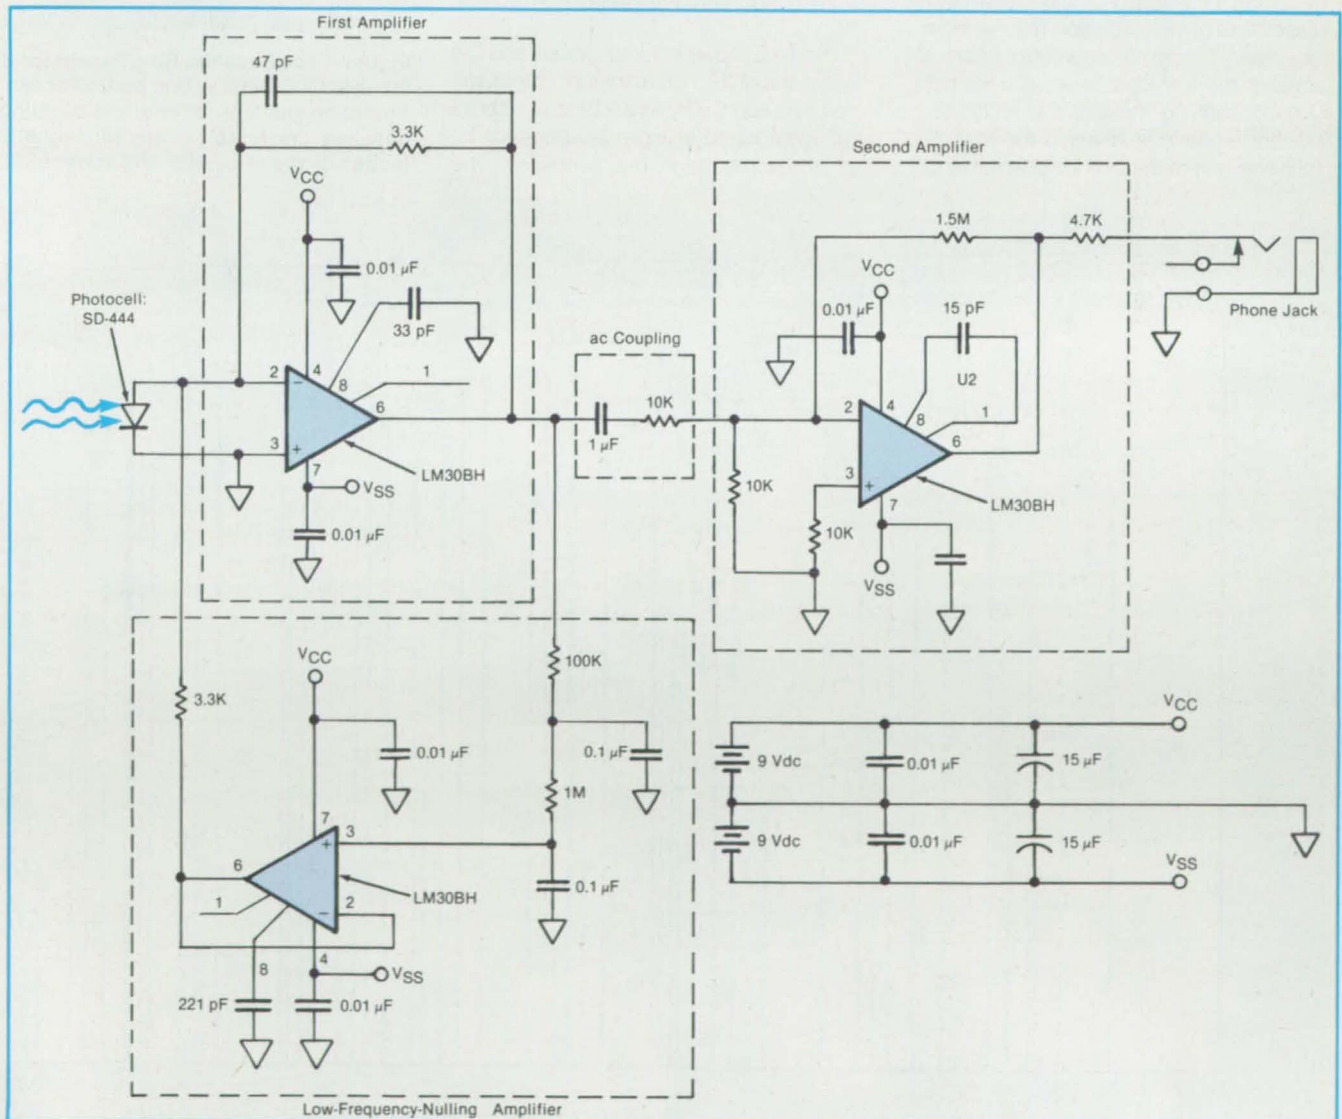 First Amplifier
47 pF
3.3K
VCC
0.01 µF
33 pF
Photocell:
SD-444
2
−
4
8
1
6
3
+
7
LM30BH
VSS
0.01 µF
ac Coupling
1 µF
10K
Second Amplifier
1.5M
4.7K
VCC
0.01 µF
15 pF
U2
Phone Jack
2
4
8
1
6
3
+
7
LM30BH
10K
10K
VSS
3.3K
VCC
0.01 µF
100K
0.1 µF
1M
7
3
+
6
LM30BH
0.1 µF
1
−
2
8
4
VSS
221 pF
0.01 µF
Low-Frequency-Nulling Amplifier
VCC
9 Vdc
0.01 µF
15 µF
9 Vdc
0.01 µF
15 µF
VSS